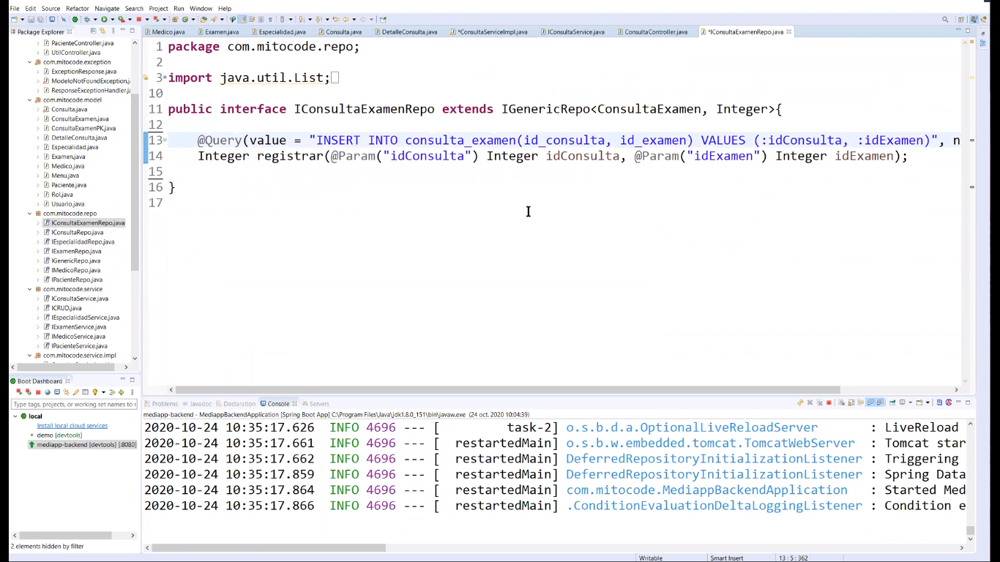 File Edit Source Refactor Navigate Search Project Run Window Help
Package Explorer
Medico.java Examen.java Especialidad.java Consulta.java DetalleConsulta.java *ConsultaServiceImpl.java IConsultaService.java ConsultaController.java *IConsultaExamenRepo.java
PacienteController.java
UtilController.java
com.mitocode.exception
ExceptionResponse.java
ModeloNotFoundException.j
ResponseExceptionHandler.j
com.mitocode.model
Consulta.java
ConsultaExamen.java
ConsultaExamenPK.java
DetalleConsulta.java
Especialidad.java
Examen.java
Medico.java
Menu.java
Paciente.java
Rol.java
Usuario.java
com.mitocode.repo
IConsultaExamenRepo.java
IConsultaRepo.java
IEspecialidadRepo.java
IExamenRepo.java
IGenericRepo.java
IMedicoRepo.java
IPacienteRepo.java
com.mitocode.service
IConsultaService.java
ICRUD.java
IEspecialidadService.java
IExamenService.java
IMedicoService.java
IPacienteService.java
com.mitocode.service.impl
1 package com.mitocode.repo;
2
3 import java.util.List;
10
11 public interface IConsultaExamenRepo extends IGenericRepo<ConsultaExamen, Integer>{
12
13 @Query(value = "INSERT INTO consulta_examen(id_consulta, id_examen) VALUES (:idConsulta, :idExamen)", n
14 Integer registrar(@Param("idConsulta") Integer idConsulta, @Param("idExamen") Integer idExamen);
15
16 }
17
Boot Dashboard
Type tags, projects, or working set names to
local
Install local cloud services
demo [devtools]
mediapp-backend [devtools] [:8080]
2 elements hidden by filter
Problems Javadoc Declaration Console Servers
mediapp-backend - MediappBackendApplication [Spring Boot App] C:\Program Files\Java\jdk1.8.0_151\bin\javaw.exe (24 oct. 2020 10:04:39)
2020-10-24 10:35:17.626 INFO 4696 --- [ task-2] o.s.b.d.a.OptionalLiveReloadServer : LiveReload
2020-10-24 10:35:17.661 INFO 4696 --- [ restartedMain] o.s.b.w.embedded.tomcat.TomcatWebServer : Tomcat star
2020-10-24 10:35:17.662 INFO 4696 --- [ restartedMain] DeferredRepositoryInitializationListener : Triggering
2020-10-24 10:35:17.859 INFO 4696 --- [ restartedMain] DeferredRepositoryInitializationListener : Spring Data
2020-10-24 10:35:17.864 INFO 4696 --- [ restartedMain] com.mitocode.MediappBackendApplication : Started Med
2020-10-24 10:35:17.866 INFO 4696 --- [ restartedMain] .ConditionEvaluationDeltaLoggingListener : Condition e
Writable Smart Insert 13 : 5 : 362